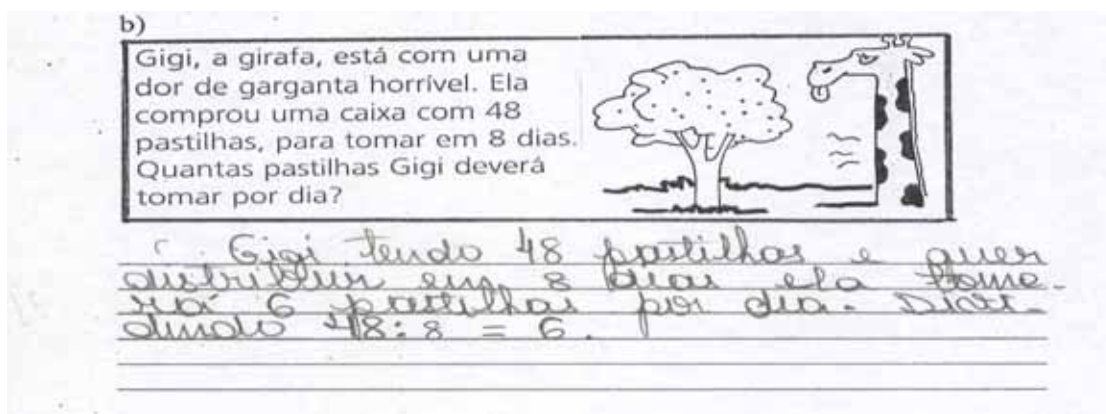 b)
Gigi, a girafa, está com uma
dor de garganta horrível. Ela
comprou uma caixa com 48
pastilhas, para tomar em 8 dias.
Quantas pastilhas Gigi deverá
tomar por dia?
Gigi tendo 48 pastilhas e quer
distribuir em 8 dias ela toma-
rá 6 pastilhas por dia. Divi-
dindo 48:8 = 6.